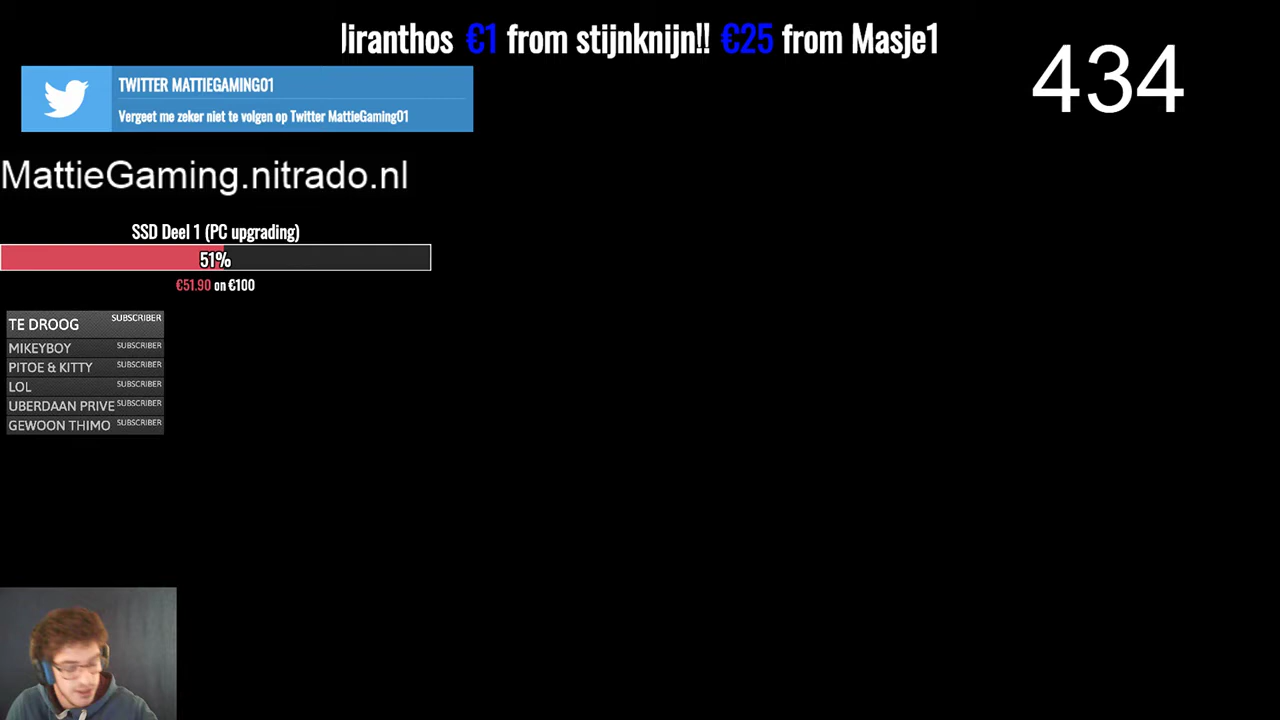 €1 from stijnknijn!! €25 from Masje1
434
TWITTER MATTIEGAMING01
Vergeet me zeker niet te volgen op Twitter MattieGaming01
MattieGaming.nitrado.nl
SSD Deel 1 (PC upgrading)
51%
€51.90 on €100
TE DROOG SUBSCRIBER
MIKEYBOY SUBSCRIBER
PITOE & KITTY SUBSCRIBER
LOL SUBSCRIBER
UBERDAAN PRIVE SUBSCRIBER
GEWOON THIMO SUBSCRIBER